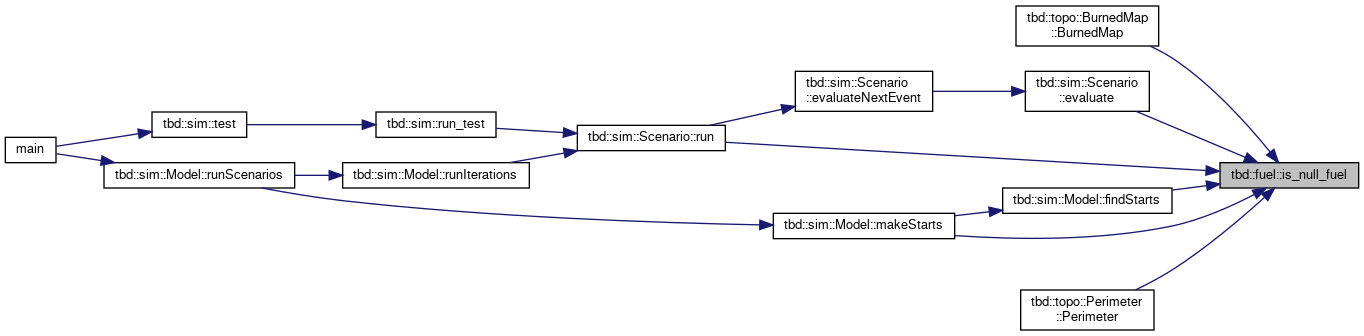 main
tbd::sim::test
tbd::sim::Model::runScenarios
tbd::sim::run_test
tbd::sim::Model::runIterations
tbd::sim::Scenario::run
tbd::sim::Scenario
::evaluateNextEvent
tbd::sim::Model::makeStarts
tbd::topo::BurnedMap
::BurnedMap
tbd::sim::Scenario
::evaluate
tbd::sim::Model::findStarts
tbd::topo::Perimeter
::Perimeter
tbd::fuel::is_null_fuel